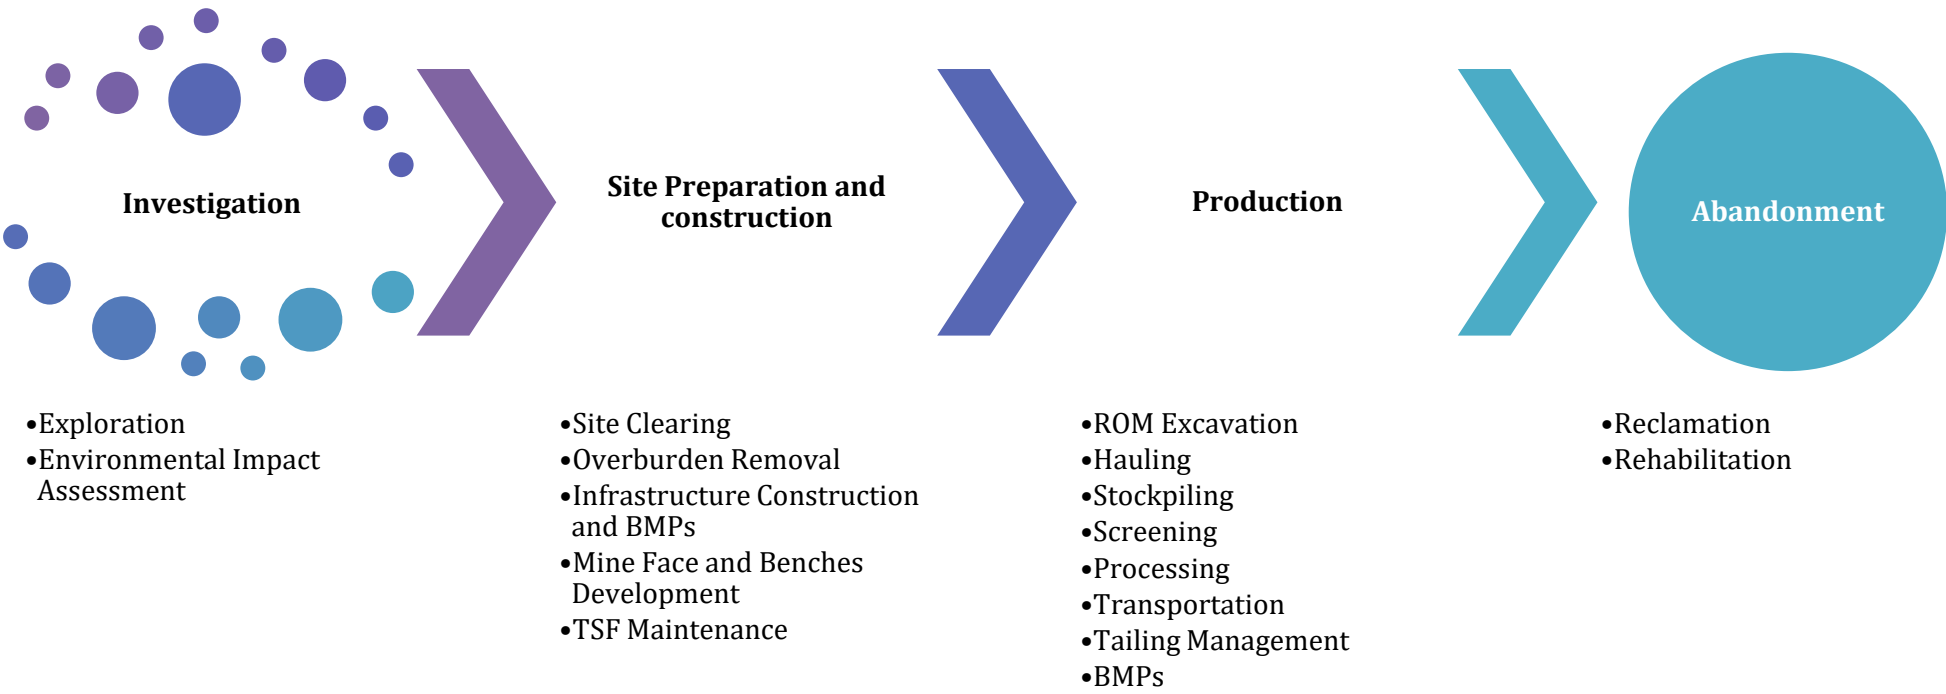 Investigation
•Exploration
•Environmental Impact
Assessment
Site Preparation and
construction
•Site Clearing
•Overburden Removal
•Infrastructure Construction
and BMPs
•Mine Face and Benches
Development
•TSF Maintenance
Production
•ROM Excavation
•Hauling
•Stockpiling
•Screening
•Processing
•Transportation
•Tailing Management
•BMPs
Abandonment
•Reclamation
•Rehabilitation